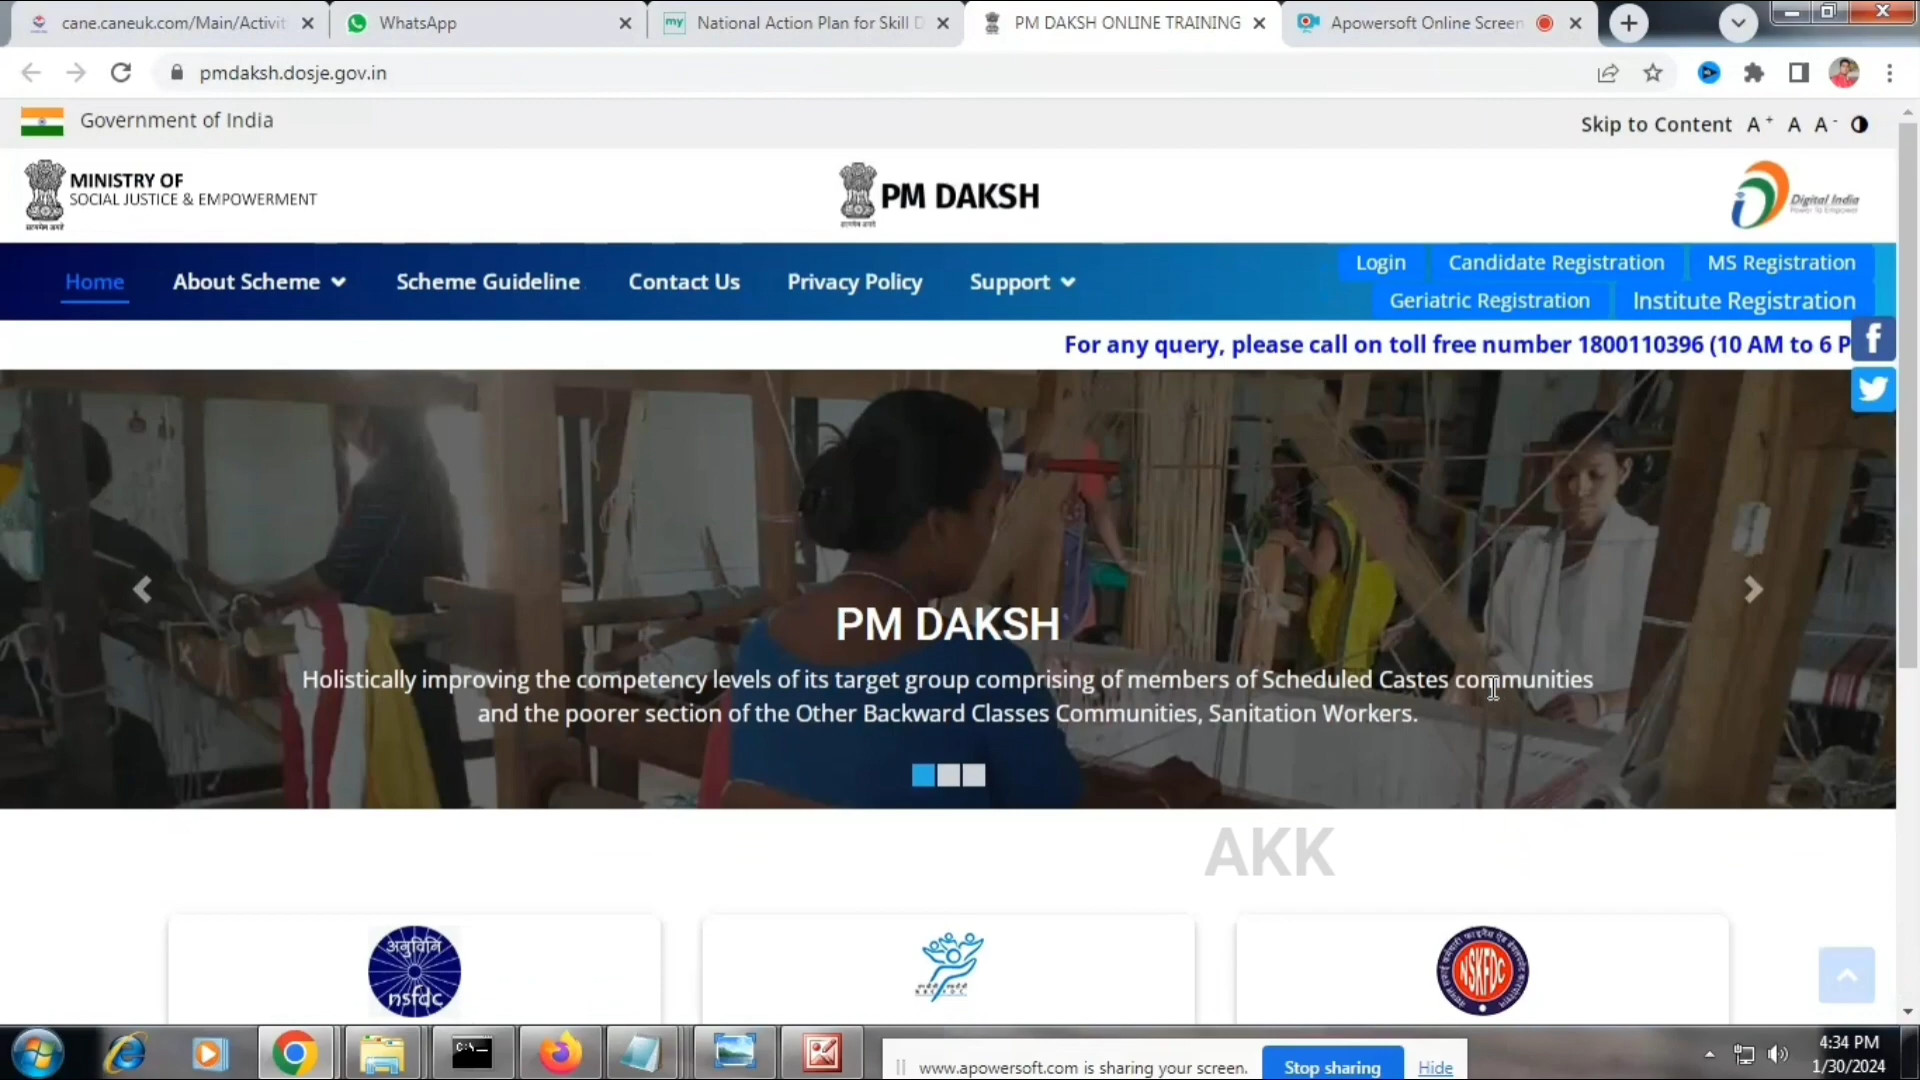 cane.caneuk.com/Main/Activit
WhatsApp
National Action Plan for Skill D
PM DAKSH ONLINE TRAINING
Apowersoft Online Screen
pmdaksh.dosje.gov.in
Government of India
Skip to Content A+ A A-
MINISTRY OF
SOCIAL JUSTICE & EMPOWERMENT
PM DAKSH
Digital India
Power To Empower
Home
About Scheme
Scheme Guideline
Contact Us
Privacy Policy
Support
Login
Candidate Registration
MS Registration
Geriatric Registration
Institute Registration
For any query, please call on toll free number 1800110396 (10 AM to 6 P
PM DAKSH
Holistically improving the competency levels of its target group comprising of members of Scheduled Castes communities
and the poorer section of the Other Backward Classes Communities, Sanitation Workers.
AKK
अनुविनि
nsfdc
NSKFDC
www.apowersoft.com is sharing your screen.
Stop sharing
Hide
4:34 PM
1/30/2024